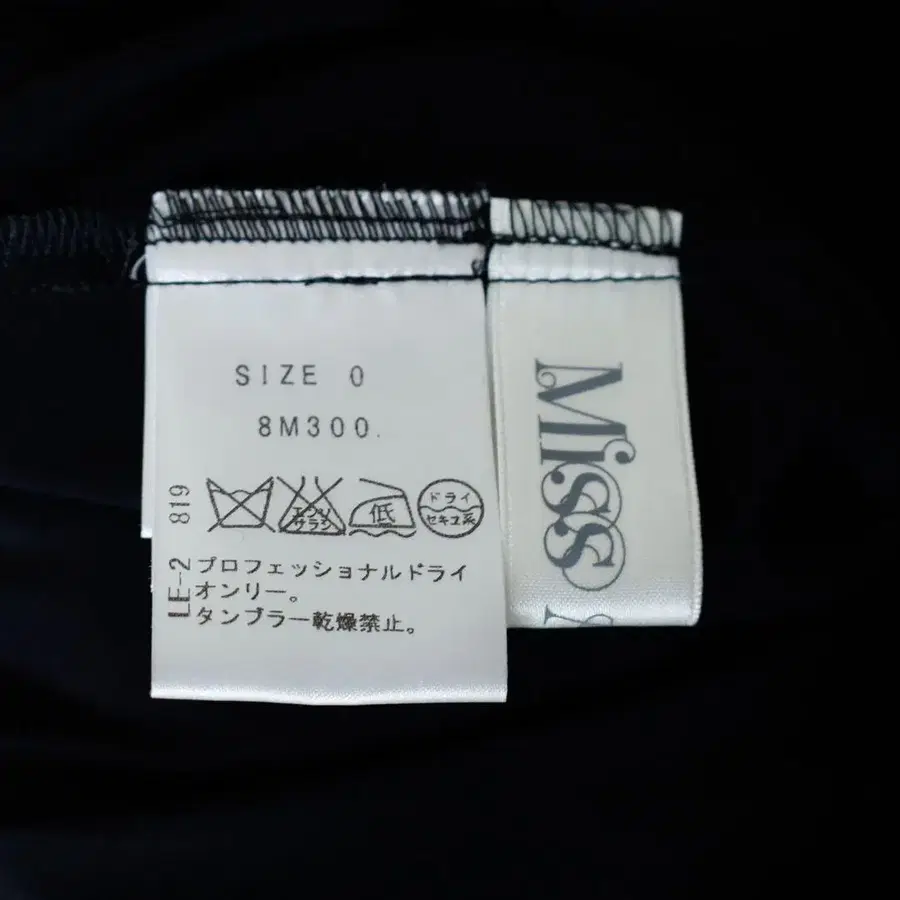 SIZE 0
8M300.
エンソ
サラシ
低
ドライ
セキユ系
プロフェッショナルドライ
オンリー。
タンブラー乾燥禁止。
LE-2 819
MISS